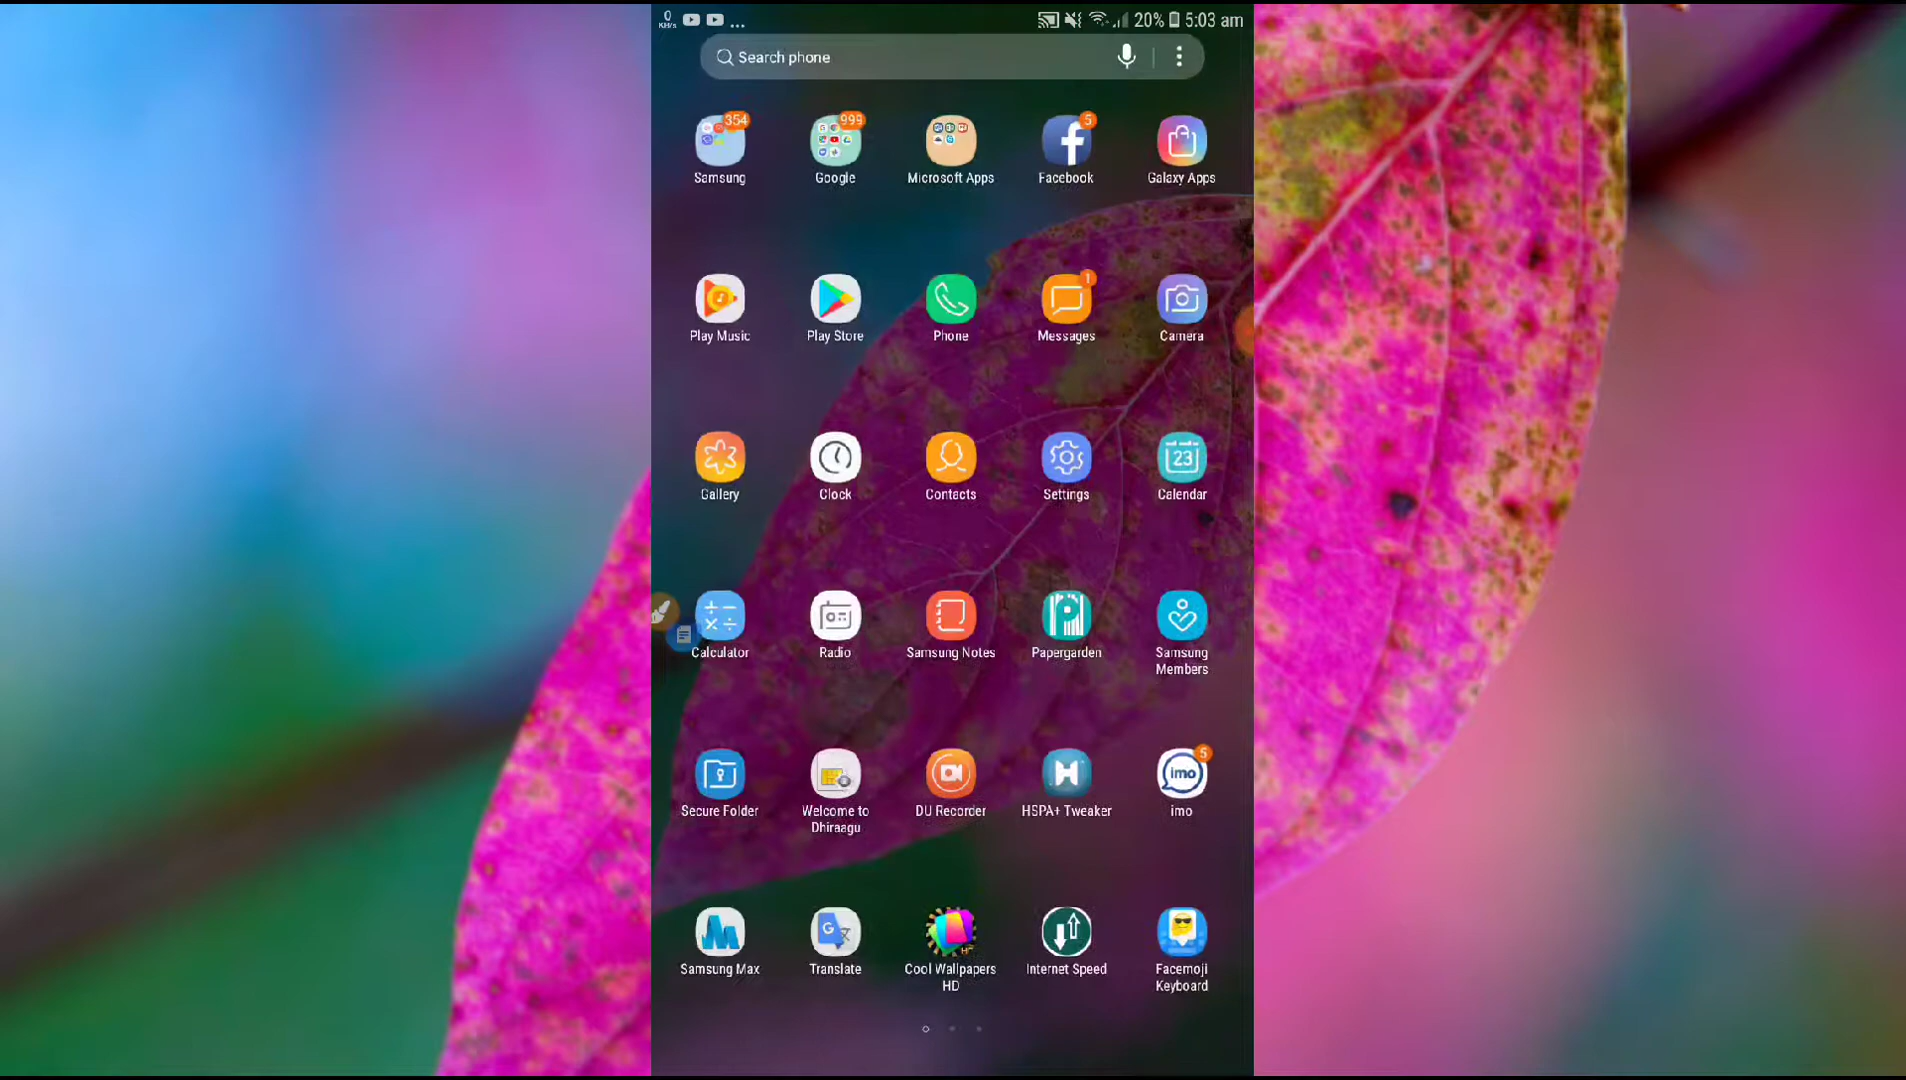 0
KB/s ... 20% 5:03 am
Search phone
354 999 5
Samsung Google Microsoft Apps Facebook Galaxy Apps
1
Play Music Play Store Phone Messages Camera
23
Gallery Clock Contacts Settings Calendar
P
Calculator Radio Samsung Notes Papergarden Samsung
Members
5
H imo
Secure Folder Welcome to DU Recorder HSPA+ Tweaker imo
Dhiraagu
G HD
Samsung Max Translate Cool Wallpapers Internet Speed Facemoji
HD Keyboard